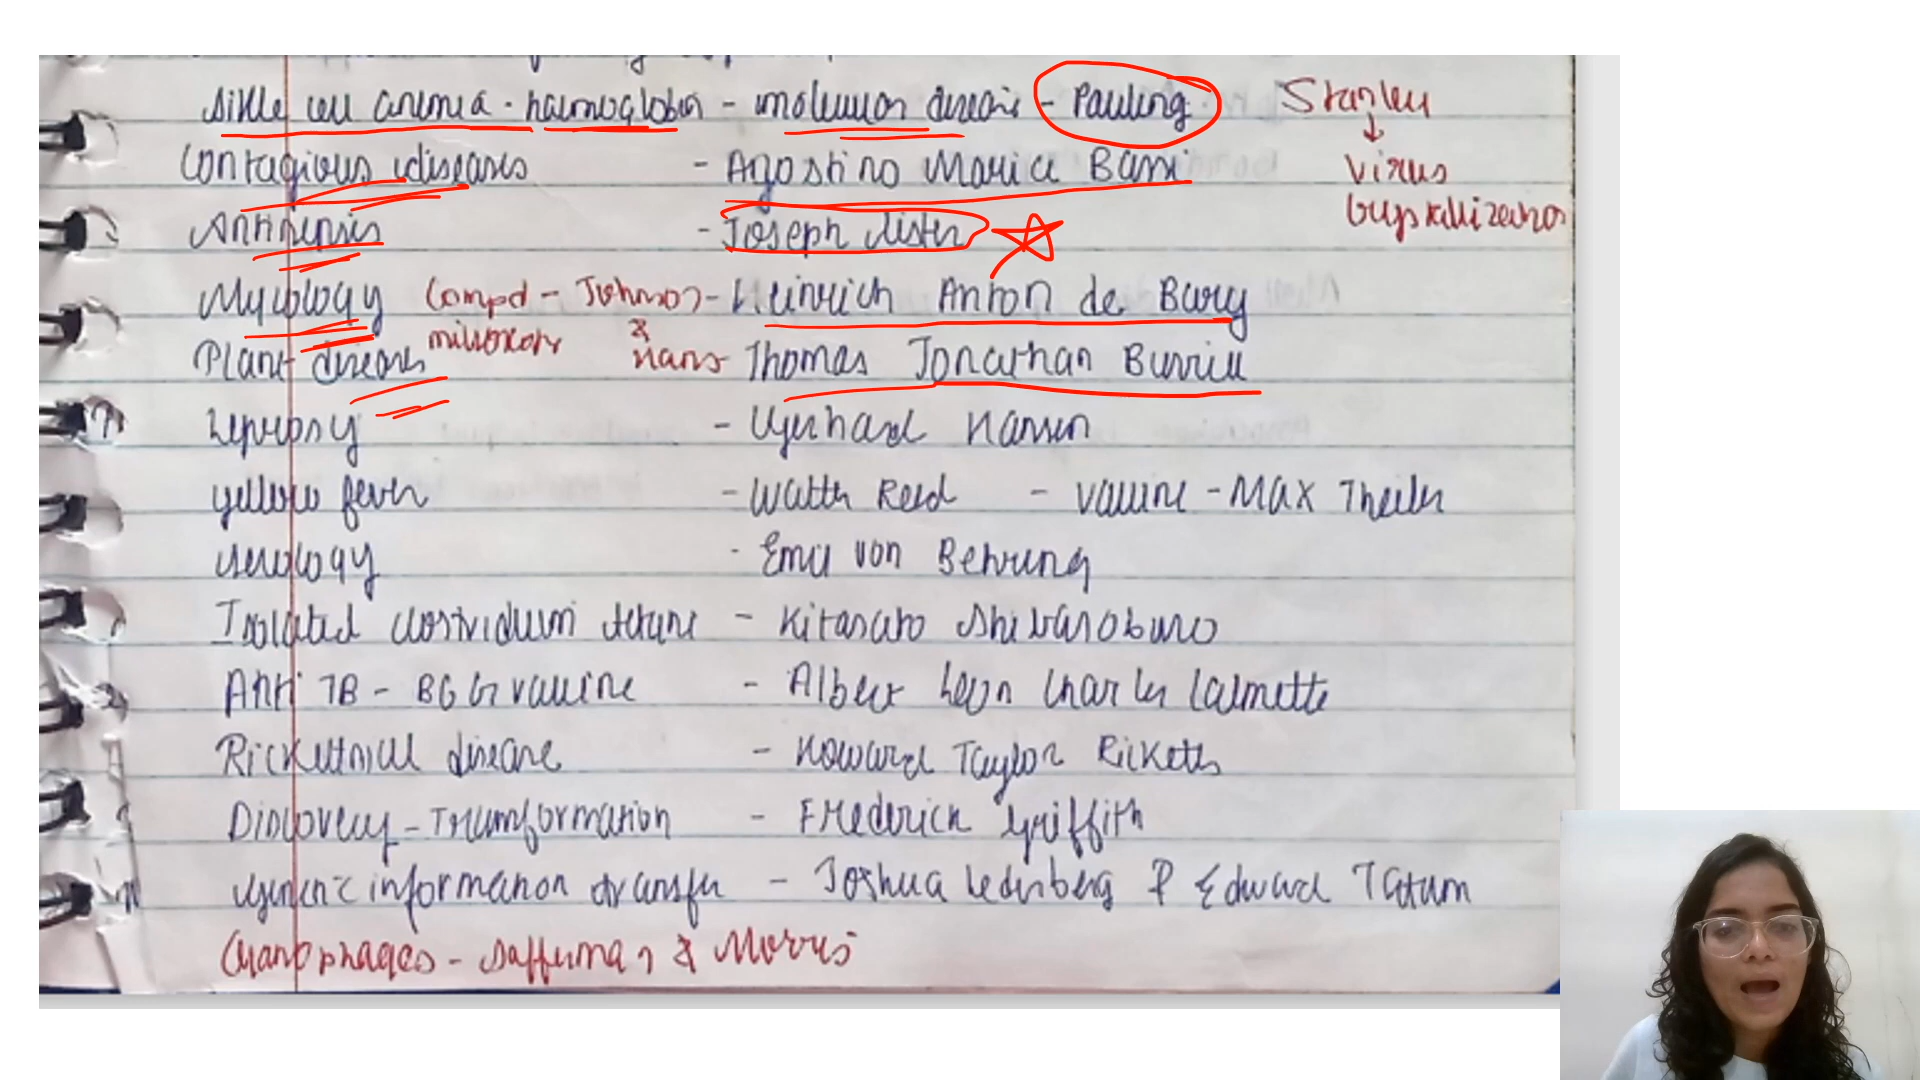 Sickle cell anemia - haemoglobin - molecular disease - Pauling
Stanley
↓
Virus
Crystallization
Contagious diseases - Agostino Maria Bassi
Antisepsis - Joseph Lister
Mycology - Heinrich Anton de Bary
Compd microscope - Johnson & Hans
Plant diseases - Thomas Jonathan Burrill
Leprosy - Gerhard Hansen
Yellow fever - Walter Reed - Vaccine - Max Theiler
Serology - Emil von Behring
Isolated Clostridium tetani - Kitasato Shibasaburo
Anti TB - BCG vaccine - Albert Leon Charles Calmette
Rickettsial disease - Howard Taylor Ricketts
Discovery - Transformation - Frederick Griffith
Genetic information transfer - Joshua Lederberg & Edward Tatum
Cyanophages - Safferman & Morris